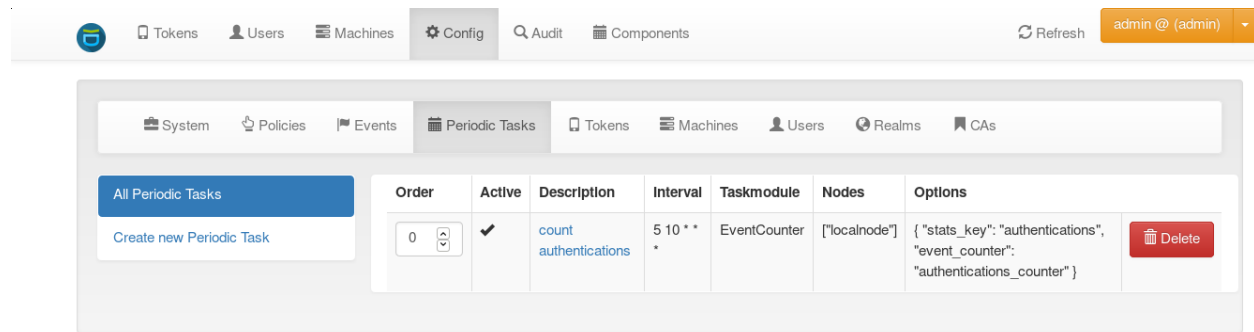 Tokens Users Machines Config Audit Components Refresh admin @ (admin)
System Policies Events Periodic Tasks Tokens Machines Users Realms CAs
All Periodic Tasks
Create new Periodic Task
Order Active Description Interval Taskmodule Nodes Options
0 count 5 10 * * EventCounter ["localnode"] { "stats_key": "authentications", Delete
authentications * "event_counter":
"authentications_counter" }